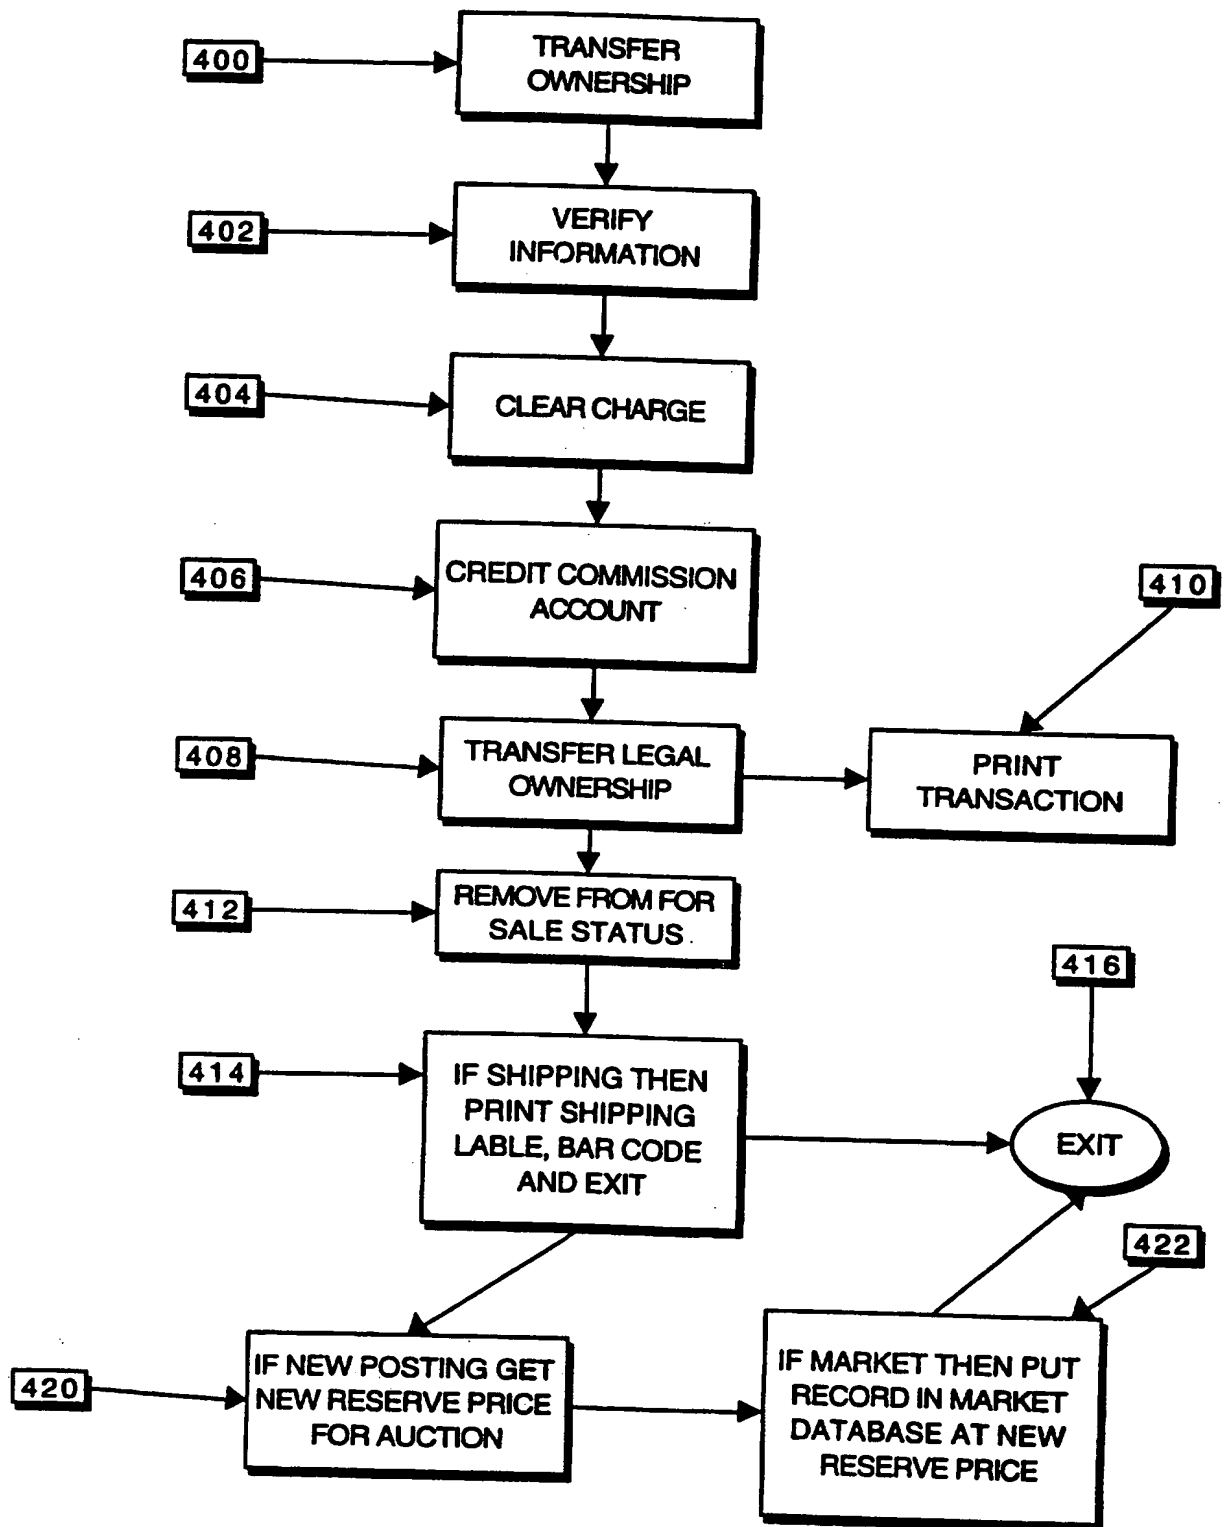 400
TRANSFER
OWNERSHIP
402
VERIFY
INFORMATION
404
CLEAR CHARGE
406
CREDIT COMMISSION
ACCOUNT
410
408
TRANSFER LEGAL
OWNERSHIP
PRINT
TRANSACTION
412
REMOVE FROM FOR
SALE STATUS
416
414
IF SHIPPING THEN
PRINT SHIPPING
LABLE, BAR CODE
AND EXIT
EXIT
422
420
IF NEW POSTING GET
NEW RESERVE PRICE
FOR AUCTION
IF MARKET THEN PUT
RECORD IN MARKET
DATABASE AT NEW
RESERVE PRICE